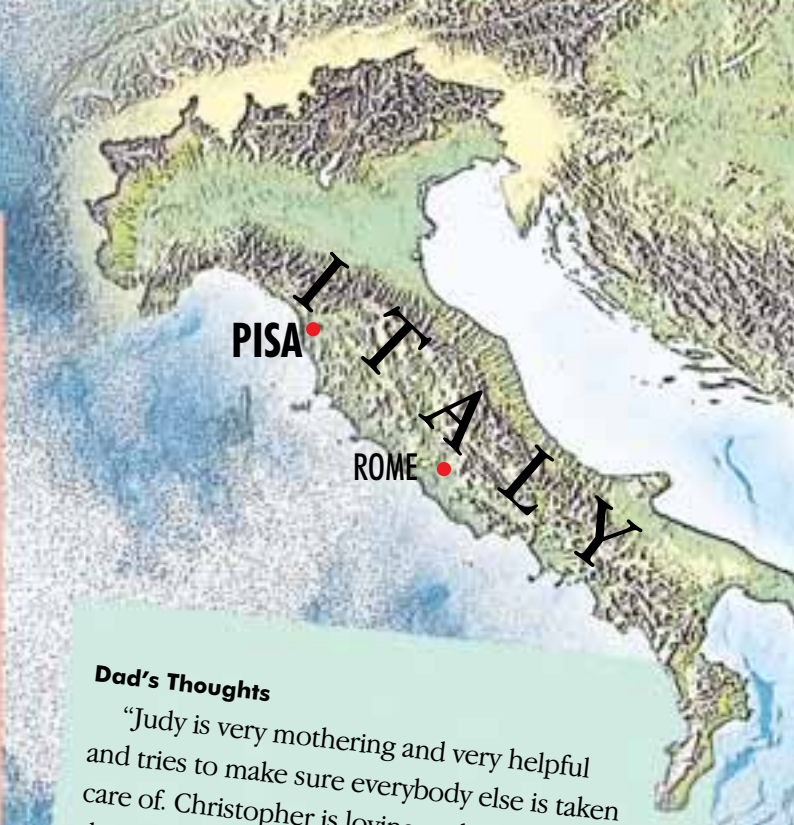 ITALY
PISA
ROME
Dad's Thoughts
“Judy is very mothering and very helpful
and tries to make sure everybody else is taken
care of. Christopher is loving